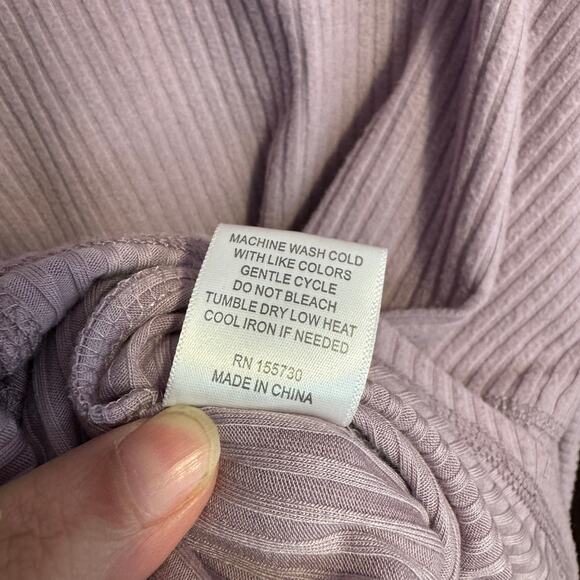 MACHINE WASH COLD
WITH LIKE COLORS
GENTLE CYCLE
DO NOT BLEACH
TUMBLE DRY LOW HEAT
COOL IRON IF NEEDED
RN 155730
MADE IN CHINA